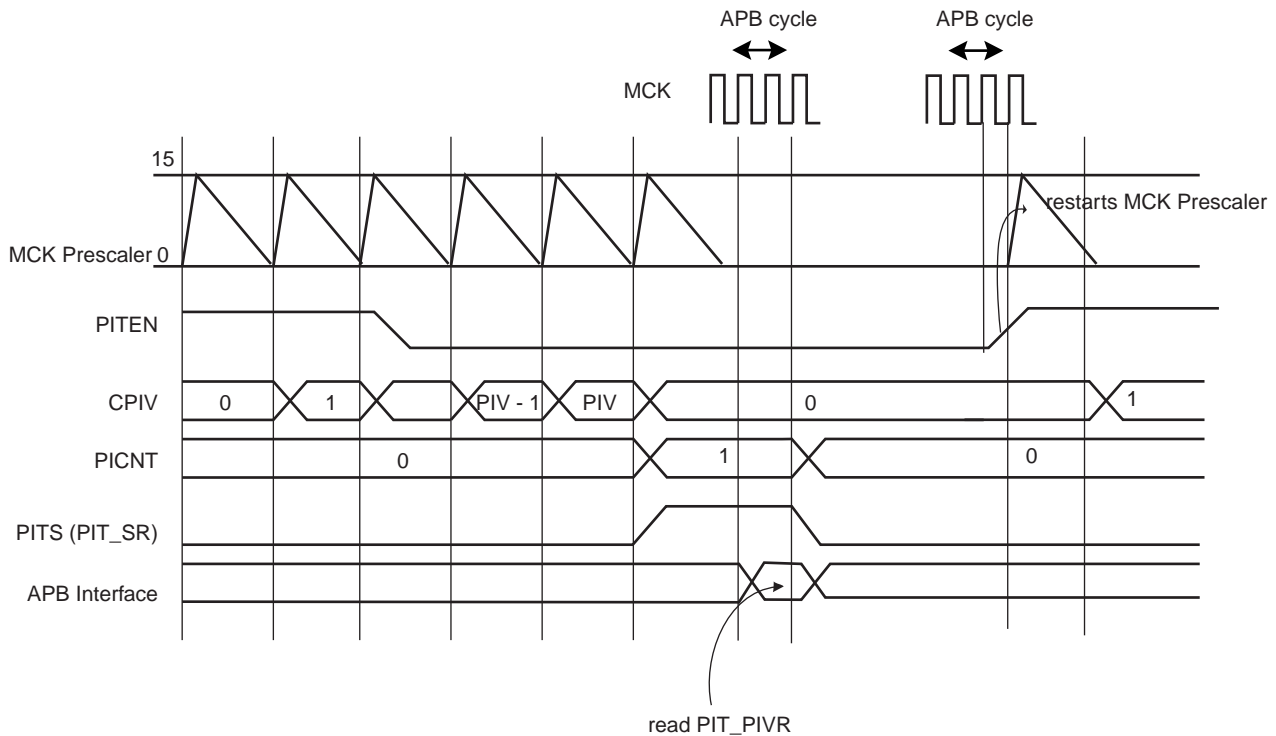 APB cycle APB cycle
MCK
15
restarts MCK Prescaler
MCK Prescaler 0
PITEN
CPIV 0 1 PIV - 1 PIV 0 1
PICNT 0 1 0
PITS (PIT_SR)
APB Interface
read PIT_PIVR